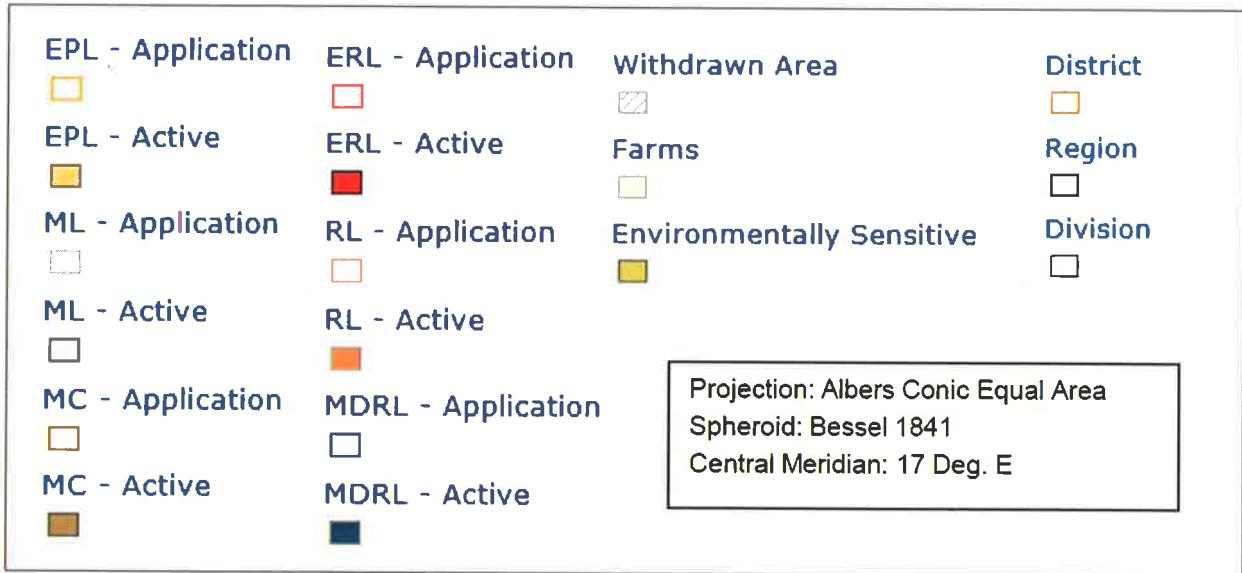 EPL - Application
EPL - Active
ML - Application
ML - Active
MC - Application
MC - Active
ERL - Application
ERL - Active
RL - Application
RL - Active
MDRL - Application
MDRL - Active
Withdrawn Area
Farms
Environmentally Sensitive
District
Region
Division
Projection: Albers Conic Equal Area
Spheroid: Bessel 1841
Central Meridian: 17 Deg. E